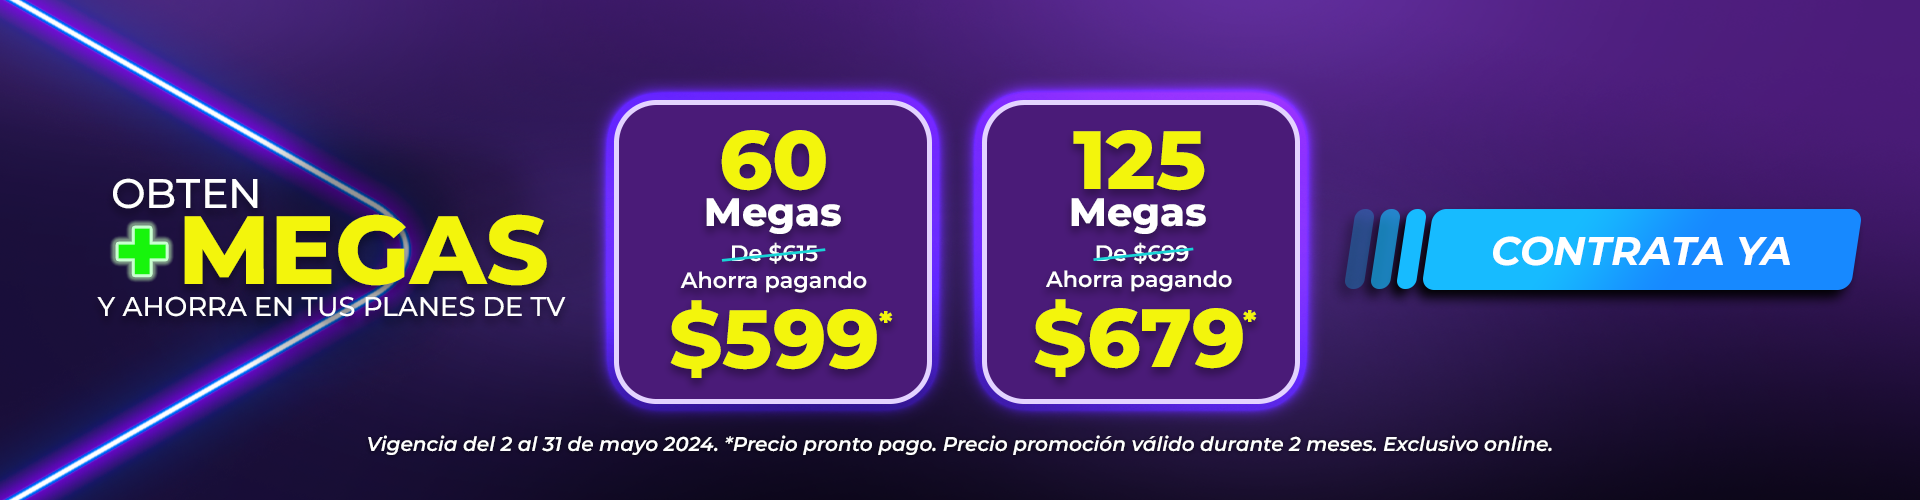 OBTEN
+MEGAS
Y AHORRA EN TUS PLANES DE TV
60
Megas
De $615
Ahorra pagando
$599*
125
Megas
De $699
Ahorra pagando
$679*
CONTRATA YA
Vigencia del 2 al 31 de mayo 2024. *Precio pronto pago. Precio promoción válido durante 2 meses. Exclusivo online.